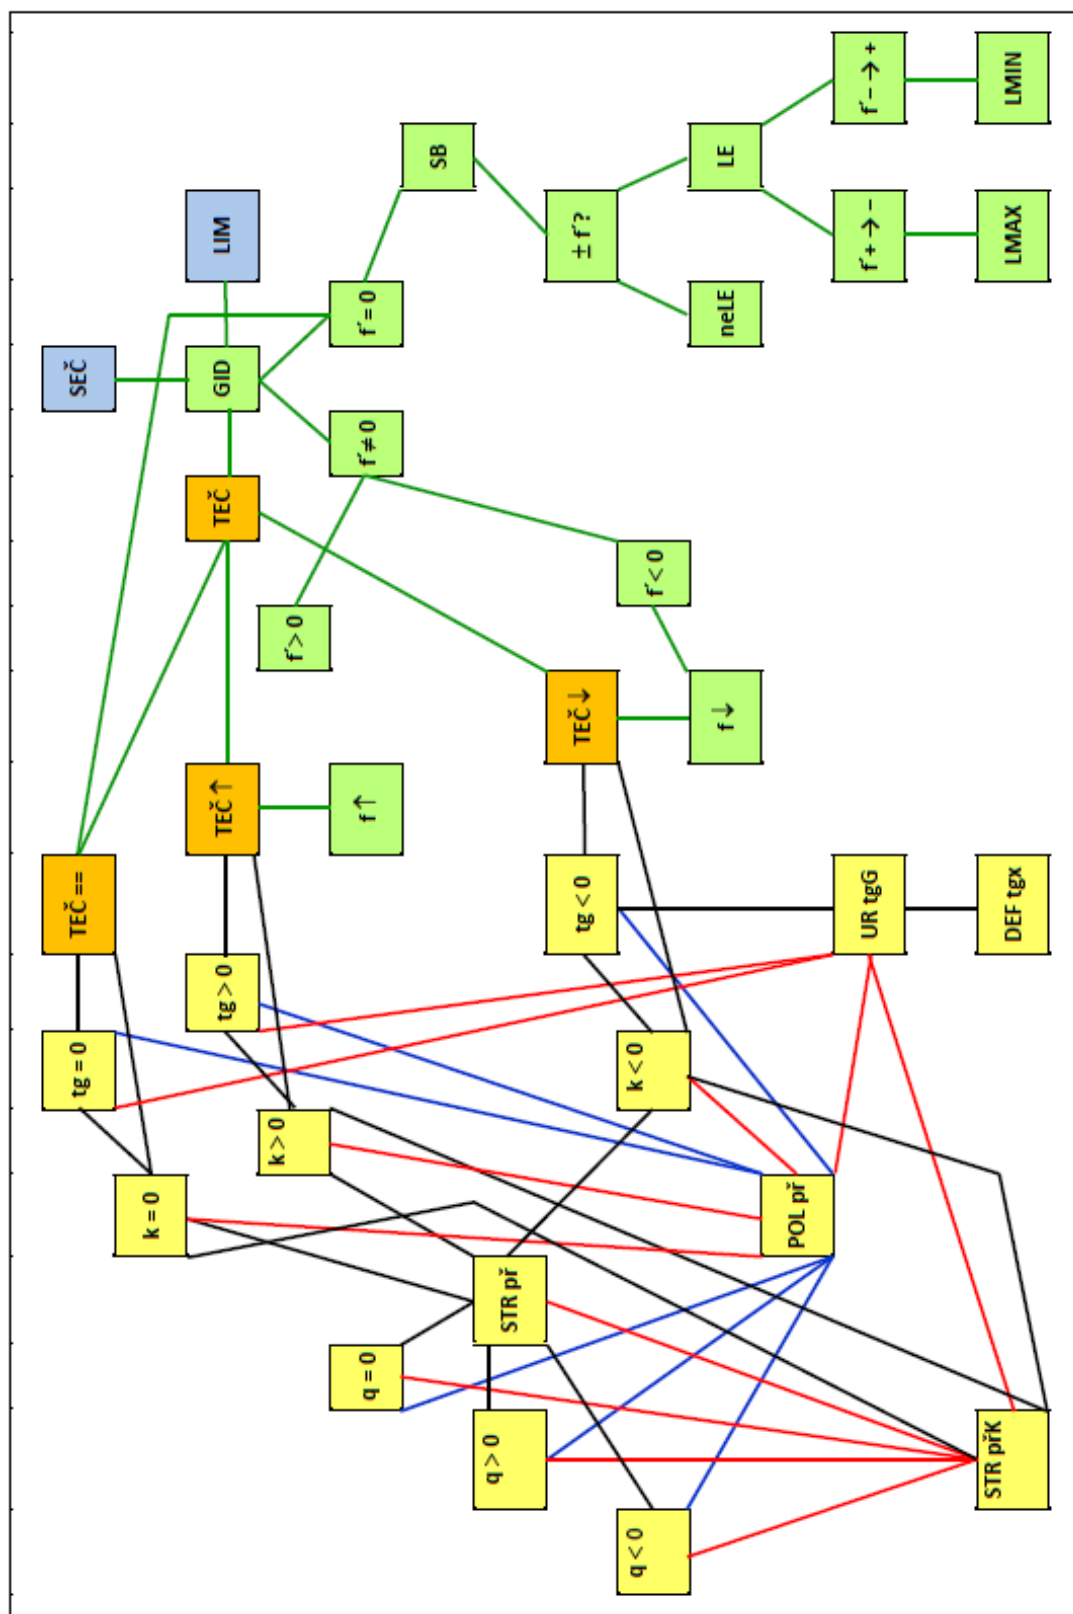 tg = 0
TEČ ==
SEČ
k = 0
tg > 0
TEČ ↑
TEČ
GID
LIM
k > 0
f´> 0
q = 0
f ↑
f´≠ 0
f´= 0
SB
q > 0
STR př
tg < 0
TEČ ↓
± f´?
q < 0
k < 0
f´< 0
f ↓
neLE
LE
POL př
UR tgG
f´+ → -
f´- → +
STR přK
DEF tgx
LMAX
LMIN